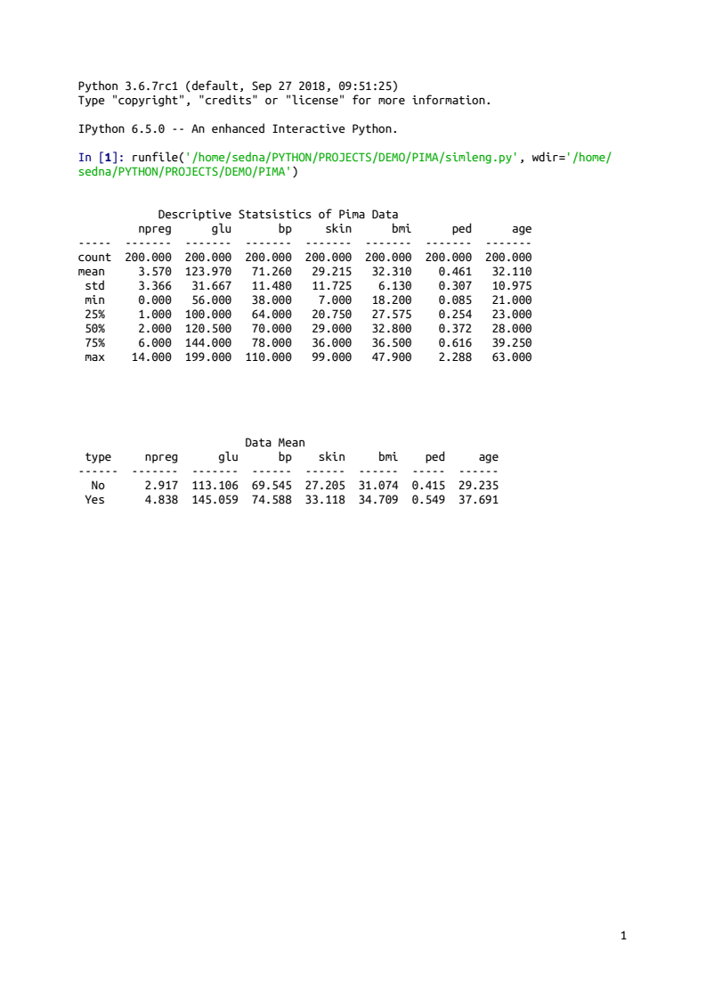 Python 3.6.7rc1 (default, Sep 27 2018, 09:51:25)
Type "copyright", "credits" or "license" for more information.
IPython 6.5.0 -- An enhanced Interactive Python.
In [1]: runfile('/home/sedna/PYTHON/PROJECTS/DEMO/PIMA/simleng.py', wdir='/home/
sedna/PYTHON/PROJECTS/DEMO/PIMA')
Descriptive Statsistics of Pima Data
npreg glu bp skin bmi ped age
----- ------- ------- ------- ------- ------- ------- -------
count 200.000 200.000 200.000 200.000 200.000 200.000 200.000
mean 3.570 123.970 71.260 29.215 32.310 0.461 32.110
std 3.366 31.667 11.480 11.725 6.130 0.307 10.975
min 0.000 56.000 38.000 7.000 18.200 0.085 21.000
25% 1.000 100.000 64.000 20.750 27.575 0.254 23.000
50% 2.000 120.500 70.000 29.000 32.800 0.372 28.000
75% 6.000 144.000 78.000 36.000 36.500 0.616 39.250
max 14.000 199.000 110.000 99.000 47.900 2.288 63.000
Data Mean
type npreg glu bp skin bmi ped age
------ ------- ------- ------ ------ ------ ----- ------
No 2.917 113.106 69.545 27.205 31.074 0.415 29.235
Yes 4.838 145.059 74.588 33.118 34.709 0.549 37.691
1